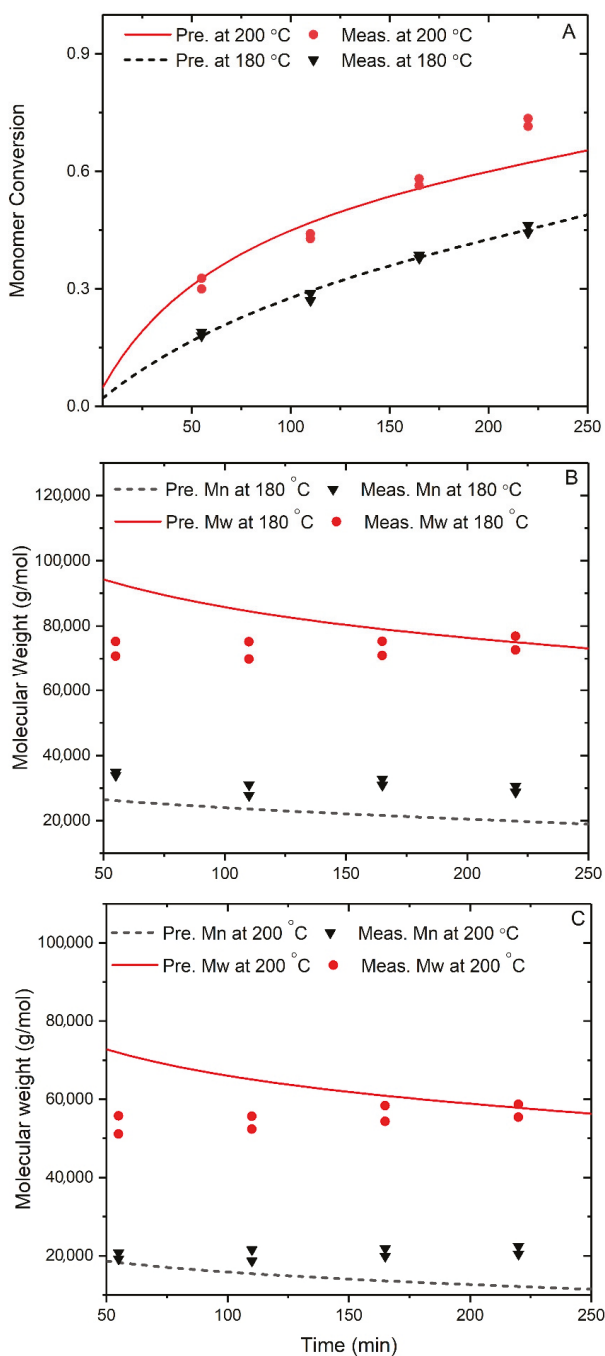 Pre. at 200 °C Meas. at 200 °C A
Pre. at 180 °C Meas. at 180 °C
Monomer Conversion
0.9
0.6
0.3
0.0
50 100 150 200 250
Pre. Mn at 180 °C Meas. Mn at 180 °C B
Pre. Mw at 180 °C Meas. Mw at 180 °C
Molecular Weight (g/mol)
120,000
100,000
80,000
60,000
40,000
20,000
50 100 150 200 250
Pre. Mn at 200 °C Meas. Mn at 200 °C C
Pre. Mw at 200 °C Meas. Mw at 200 °C
Molecular weight (g/mol)
100,000
80,000
60,000
40,000
20,000
50 100 150 200 250
Time (min)